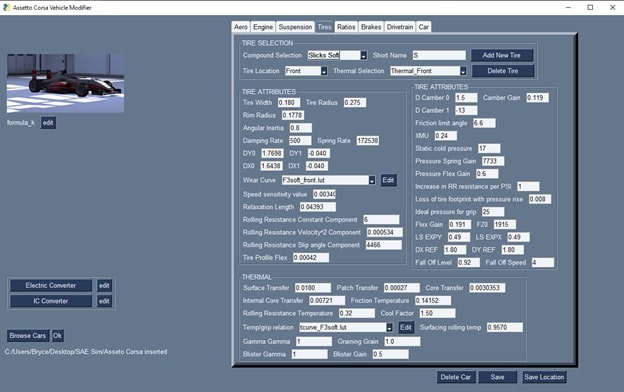 Assetto Corsa Vehicle Modifier
Aero Engine Suspension Tires Ratios Brakes Drivetrain Car
TIRE SELECTION
Compound Selection Slicks Soft Short Name S Add New Tire
Tire Location Front Thermal Selection Thermal_Front Delete Tire
formula_k edit
TIRE ATTRIBUTES
Tire Width 0.180 Tire Radius 0.275
Rim Radius 0.1778
Angular Inertia 0.8
Damping Rate 500 Spring Rate 172538
DY0 1.7698 DY1 -0.040
DX0 1.6438 DX1 -0.040
Wear Curve F3soft_front.lut Edit
Speed sensitivity value 0.00340
Relaxation Length 0.04393
Rolling Resistance Constant Component 6
Rolling Resistance Velocity^2 Component 0.000534
Rolling Resistance Slip angle Component 4466
Tire Profile Flex 0.00042
TIRE ATTRIBUTES
D Camber 0 1.5 Camber Gain 0.119
D Camber 1 -13
Friction limit angle 6.6
XMU 0.24
Static cold pressure 17
Pressure Spring Gain 7733
Pressure Flex Gain 0.6
Increase in RR resistance per PSI 1
Loss of tire footprint with pressure rise 0.008
Ideal pressure for grip 25
Flex Gain 0.191 FZ0 1915
LS EXPY 0.49 LS EXPX 0.49
DX REF 1.80 DY REF 1.80
Fall Off Level 0.92 Fall Off Speed 4
THERMAL
Surface Transfer 0.0180 Patch Transfer 0.00027 Core Transfer 0.0030353
Internal Core Transfer 0.00721 Friction Temperature 0.14152
Rolling Resistance Temperature 0.32 Cool Factor 1.50
Temp/grip relation tcurve_F3soft.lut Edit Surfacing rolling temp 0.9570
Gamma Gamma 1 Graining Grain 1.0
Blister Gamma 1 Blister Gain 0.5
Electric Converter edit
IC Converter edit
Browse Cars Ok
C:/Users/Bryce/Desktop/SAE Sim/Asseto Corsa inserted
Delete Car Save Save Location